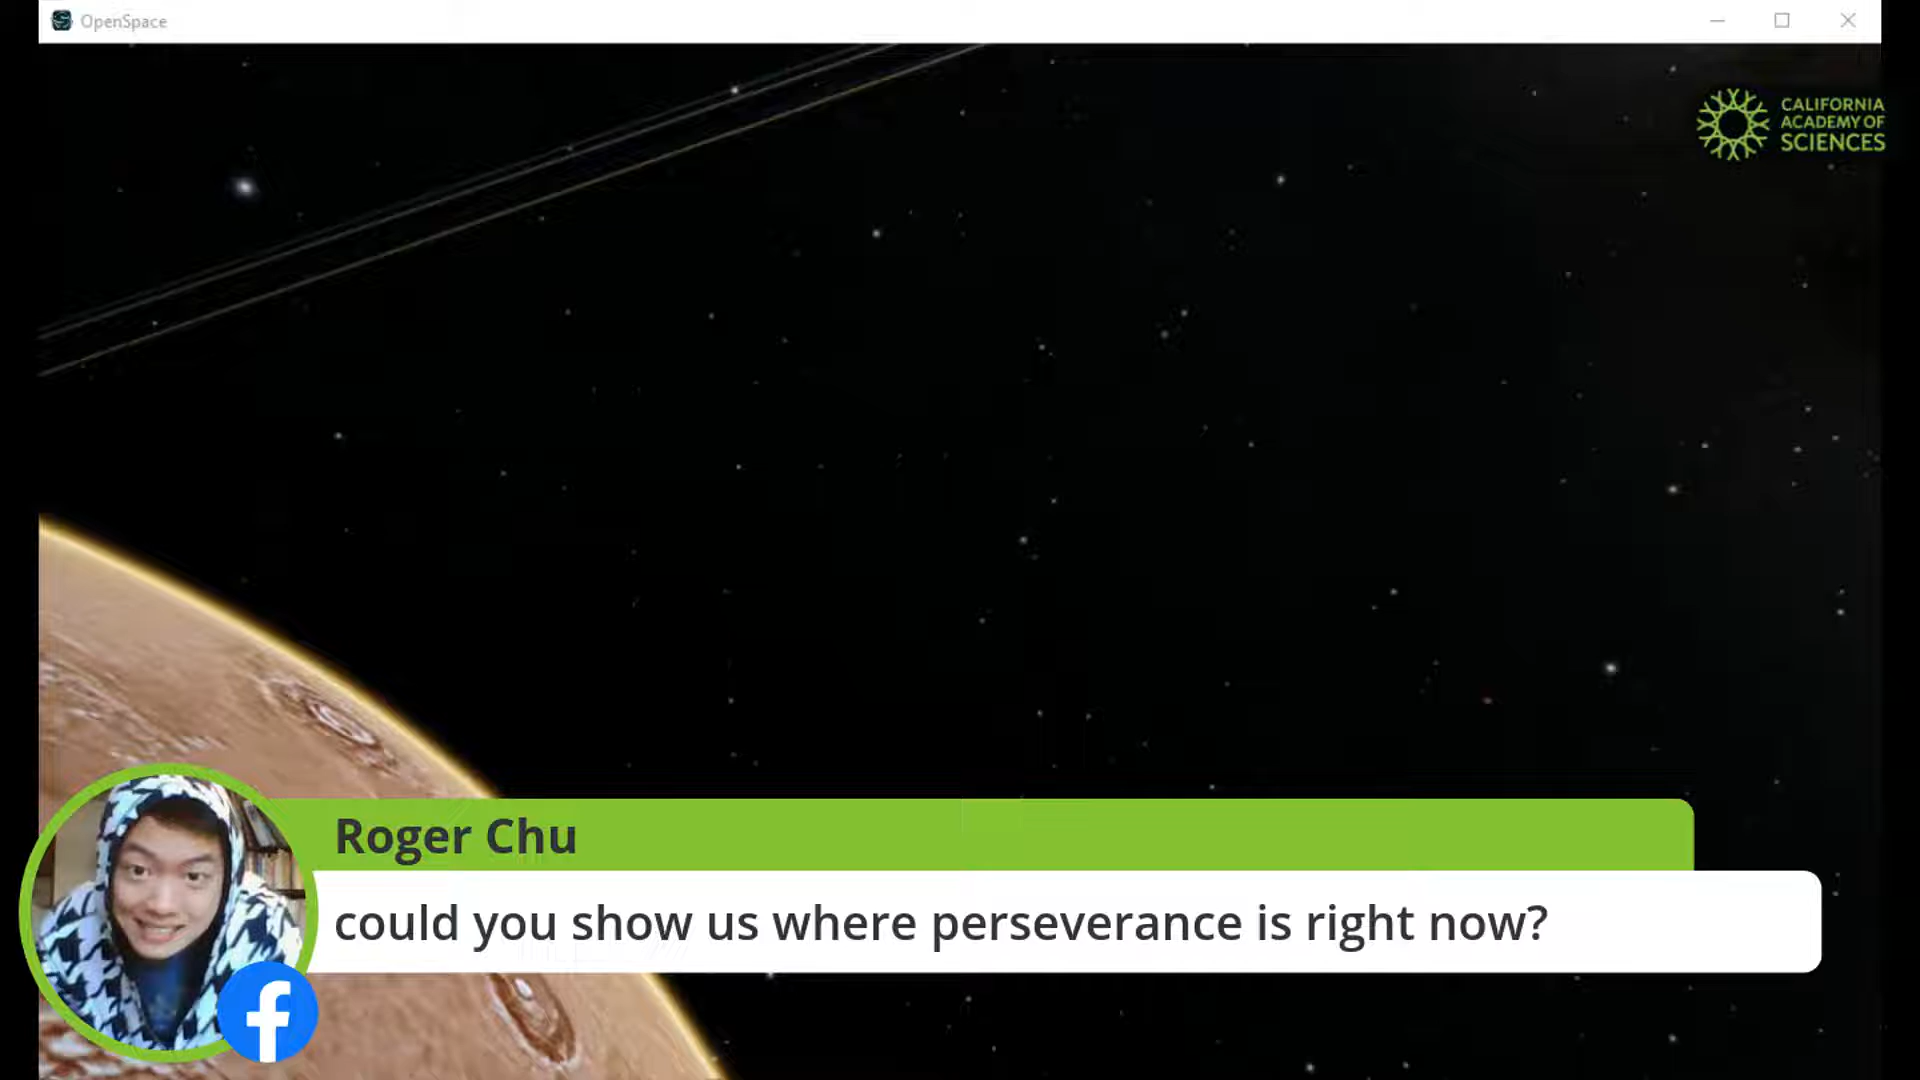 OpenSpace
CALIFORNIA
ACADEMY OF
SCIENCES
Roger Chu
could you show us where perseverance is right now?